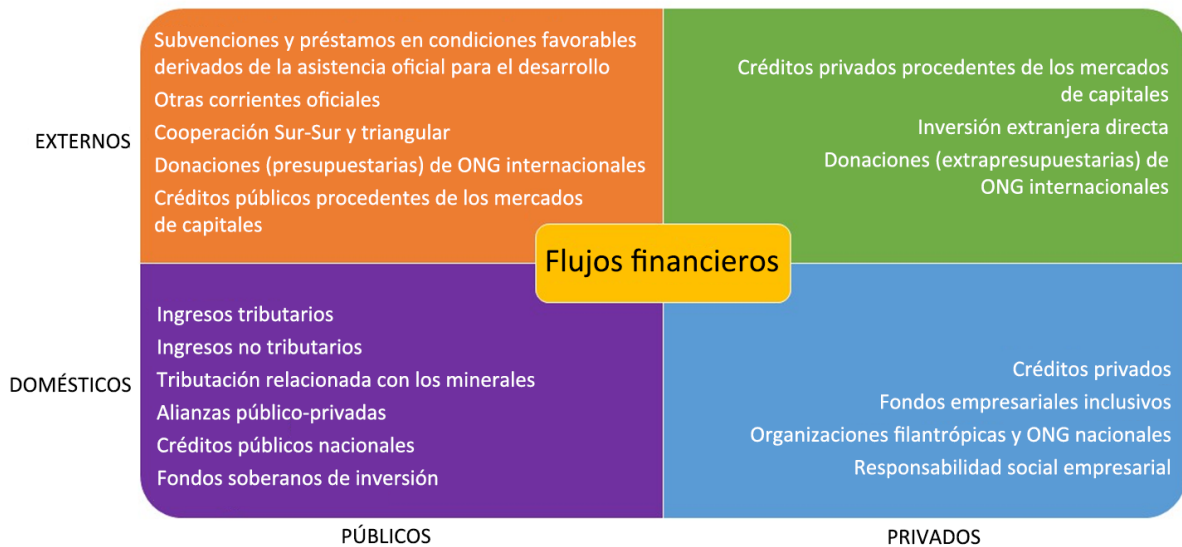 EXTERNOS
Subvenciones y préstamos en condiciones favorables
derivados de la asistencia oficial para el desarrollo
Otras corrientes oficiales
Cooperación Sur-Sur y triangular
Donaciones (presupuestarias) de ONG internacionales
Créditos públicos procedentes de los mercados
de capitales
Créditos privados procedentes de los mercados
de capitales
Inversión extranjera directa
Donaciones (extrapresupuestarias) de
ONG internacionales
Flujos financieros
DOMÉSTICOS
Ingresos tributarios
Ingresos no tributarios
Tributación relacionada con los minerales
Alianzas público-privadas
Créditos públicos nacionales
Fondos soberanos de inversión
Créditos privados
Fondos empresariales inclusivos
Organizaciones filantrópicas y ONG nacionales
Responsabilidad social empresarial
PÚBLICOS
PRIVADOS